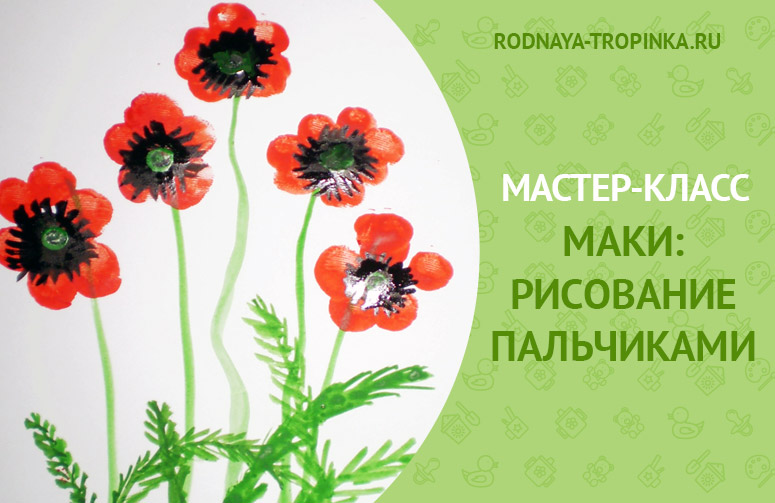 RODNAYA-TROPINKA.RU
МАСТЕР-КЛАСС
МАКИ:
РИСОВАНИЕ
ПАЛЬЧИКАМИ